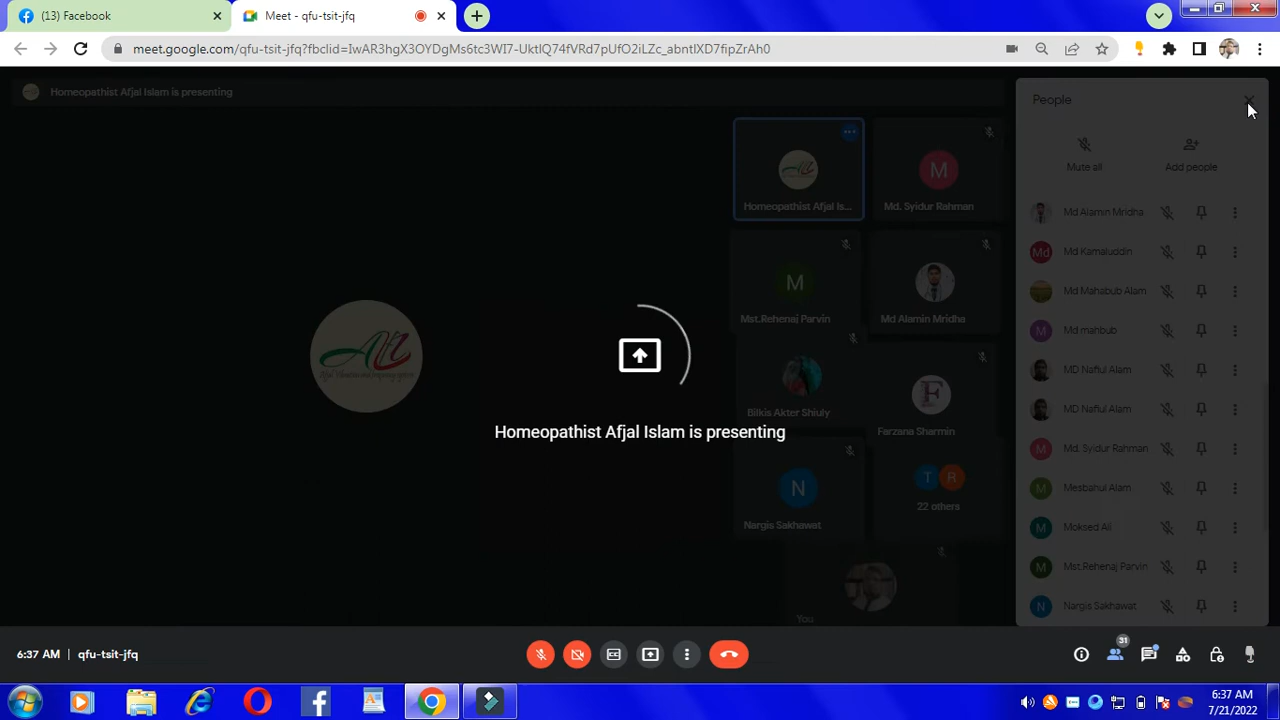 (13) Facebook
Meet - qfu-tsit-jfq
meet.google.com/qfu-tsit-jfq?fbclid=IwAR3hgX3OYDgMs6tc3WI7-UktlQ74fVRd7pUfO2iLZc_abntlXD7fipZrAh0
Homeopathist Afjal Islam is presenting
People
Mute all
Add people
Homeopathist Afjal Is...
M
Md. Syidur Rahman
M
Mst.Rehenaj Parvin
Md Alamin Mridha
Bilkis Akter Shiuly
F
Farzana Sharmin
N
Nargis Sakhawat
T R
22 others
You
Homeopathist Afjal Islam is presenting
Md Alamin Mridha
Md
Md Kamaluddin
Md Mahabub Alam
M
Md mahbub
MD Nafiul Alam
MD Nafiul Alam
M
Md. Syidur Rahman
M
Mesbahul Alam
M
Moksed Ali
M
Mst.Rehenaj Parvin
N
Nargis Sakhawat
6:37 AM | qfu-tsit-jfq
31
6:37 AM
7/21/2022